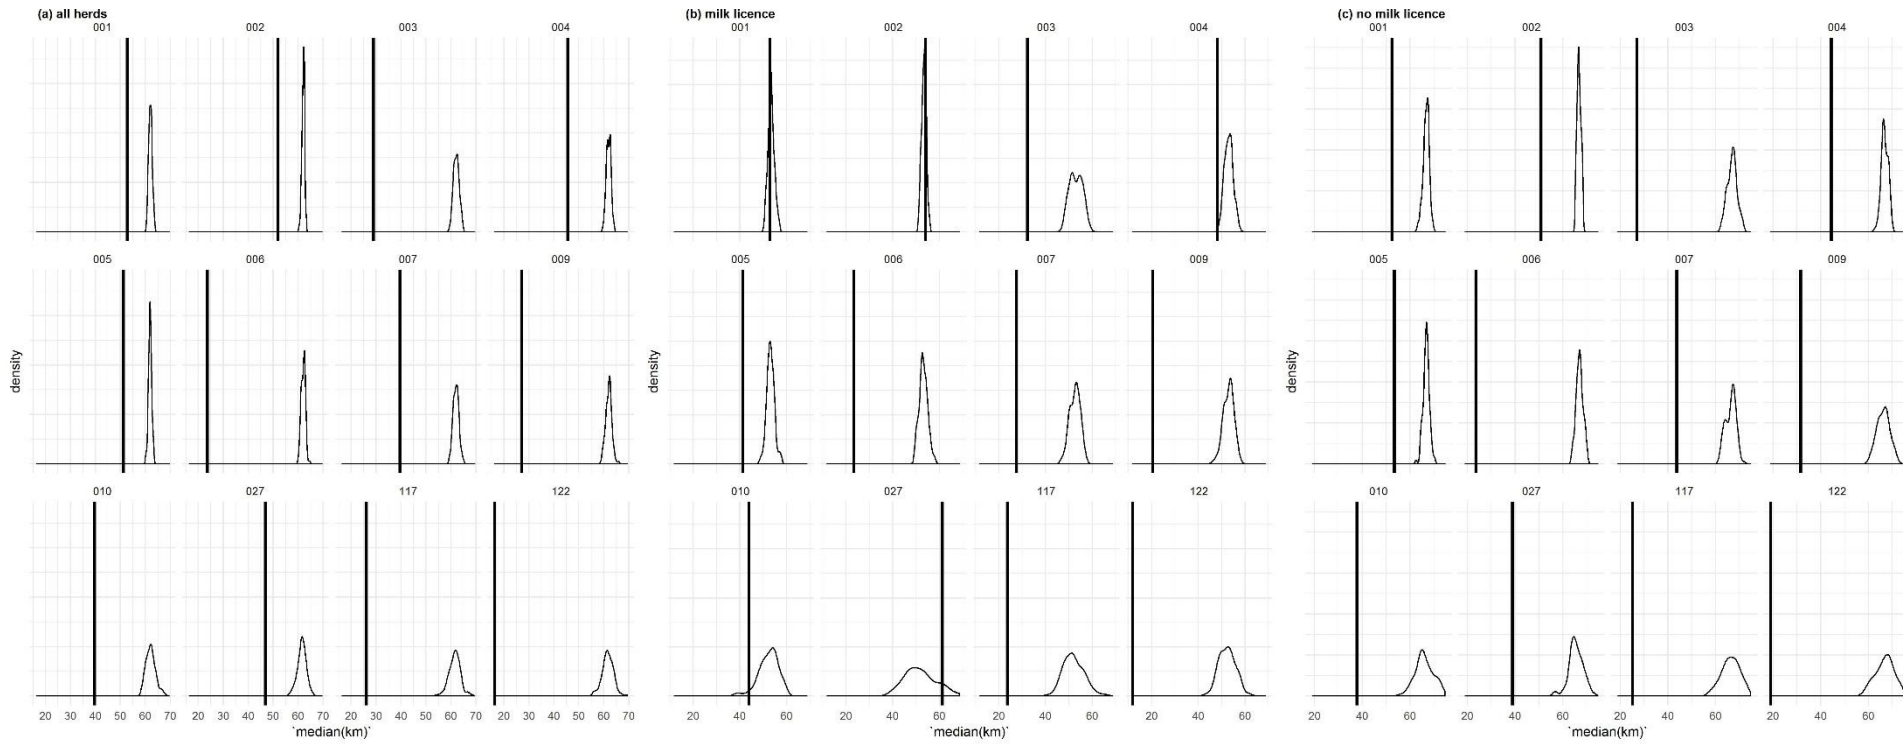 (a) all herds
001 002 003 004
density
005 006 007 009
010 027 117 122
20 30 40 50 60 70 20 30 40 50 60 70 20 30 40 50 60 70 20 30 40 50 60 70
`median(km)`
(b) milk licence
001 002 003 004
density
005 006 007 009
010 027 117 122
20 40 60 20 40 60 20 40 60 20 40 60
`median(km)`
(c) no milk licence
001 002 003 004
density
005 006 007 009
010 027 117 122
20 40 60 20 40 60 20 40 60 20 40 60
`median(km)`